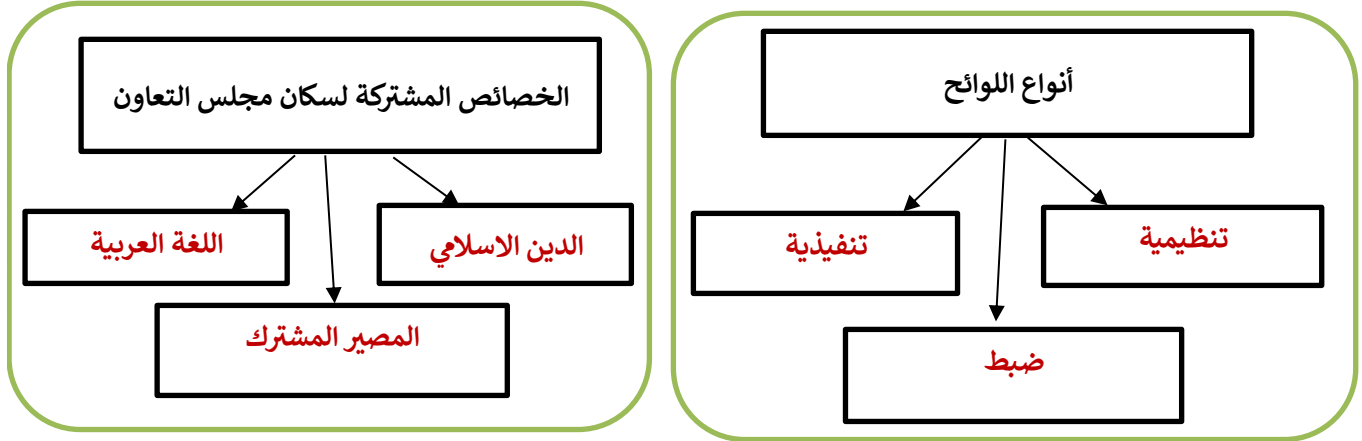 أنواع اللوائح
تنظيمية
تنفيذية
ضبط
الخصائص المشتركة لسكان مجلس التعاون
الدين الاسلامي
اللغة العربية
المصير المشترك